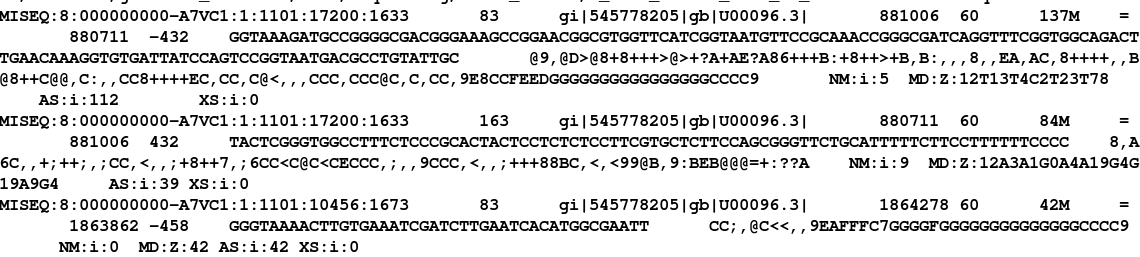 MISEQ:8:000000000-A7VC1:1:1101:17200:1633 83 gi|545778205|gb|U00096.3| 881006 60 137M =
880711 -432 GGTAAAGATGCCGGGGCGACGGGAAAGCCGGAACGGCGTGGTTCATCGGTAATGTTCCGCAAACCGGGCGATCAGGTTTCGGTGGCAGACT
TGAACAAAGGTGTGATTATCCAGTCCGGTAATGACGCCTGTATTGC @9,@D>@8+8+++>@>+?A+AE?A86+++B:+8++>+B,B:,,,8,,EA,AC,8++++,,B
@8++C@@,C:,,CC8++++EC,CC,C@<,,,CCC,CCC@C,C,CC,9E8CCFEEDGGGGGGGGGGGGGGGGGCCCC9 NM:i:5 MD:Z:12T13T4C2T23T78
AS:i:112 XS:i:0
MISEQ:8:000000000-A7VC1:1:1101:17200:1633 163 gi|545778205|gb|U00096.3| 880711 60 84M =
881006 432 TACTCGGGTGGCCTTTCTCCCGCACTACTCCTCTCTCCTTCGTGCTCTTCCAGCGGGTTCTGCATTTTTCTTCCTTTTTTCCCC 8,A
6C,,+;++;,,;CC,<,,;+8++7,;6CC<C@C<CECCC,;,,9CCC,<,,;+++88BC,<,<99@B,9:BEB@@@=+:??A NM:i:9 MD:Z:12A3A1G0A4A19G4G
19A9G4 AS:i:39 XS:i:0
MISEQ:8:000000000-A7VC1:1:1101:10456:1673 83 gi|545778205|gb|U00096.3| 1864278 60 42M =
1863862 -458 GGGTAAAACTTGTGAAATCGATCTTGAATCACATGGCGAATT CC;,@C<<,,9EAFFFC7GGGGFGGGGGGGGGGGGGGCCCC9
NM:i:0 MD:Z:42 AS:i:42 XS:i:0